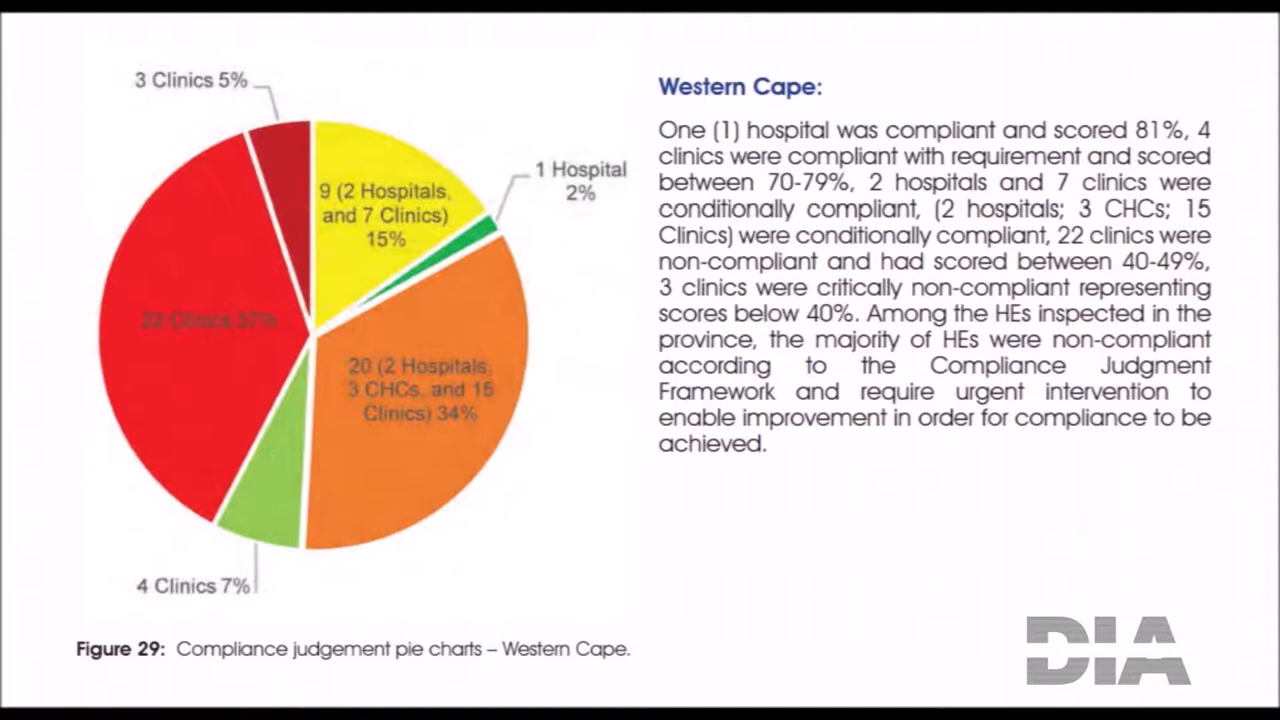 3 Clinics 5%
9 (2 Hospitals,
and 7 Clinics)
15%
1 Hospital
2%
22 Clinics 37%
20 (2 Hospitals,
3 CHCs, and 15
Clinics) 34%
4 Clinics 7%
Figure 29: Compliance judgement pie charts – Western Cape.
Western Cape:
One (1) hospital was compliant and scored 81%, 4
clinics were compliant with requirement and scored
between 70-79%, 2 hospitals and 7 clinics were
conditionally compliant, (2 hospitals; 3 CHCs; 15
Clinics) were conditionally compliant, 22 clinics were
non-compliant and had scored between 40-49%,
3 clinics were critically non-compliant representing
scores below 40%. Among the HEs inspected in the
province, the majority of HEs were non-compliant
according to the Compliance Judgment
Framework and require urgent intervention to
enable improvement in order for compliance to be
achieved.
DIA